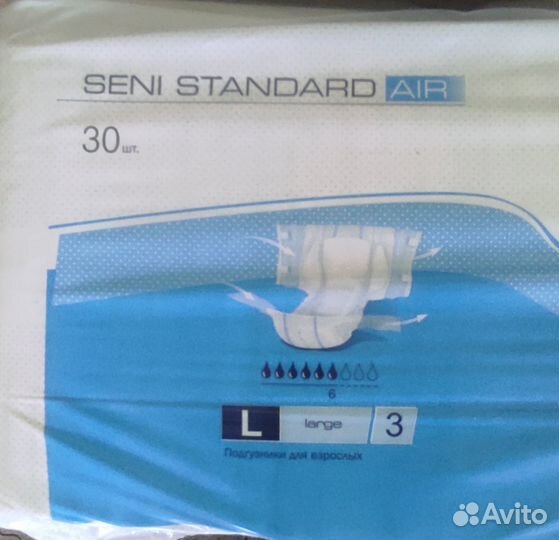 SENI STANDARD AIR
30 шт.
6
L large 3
Подгузники для взрослых
Avito